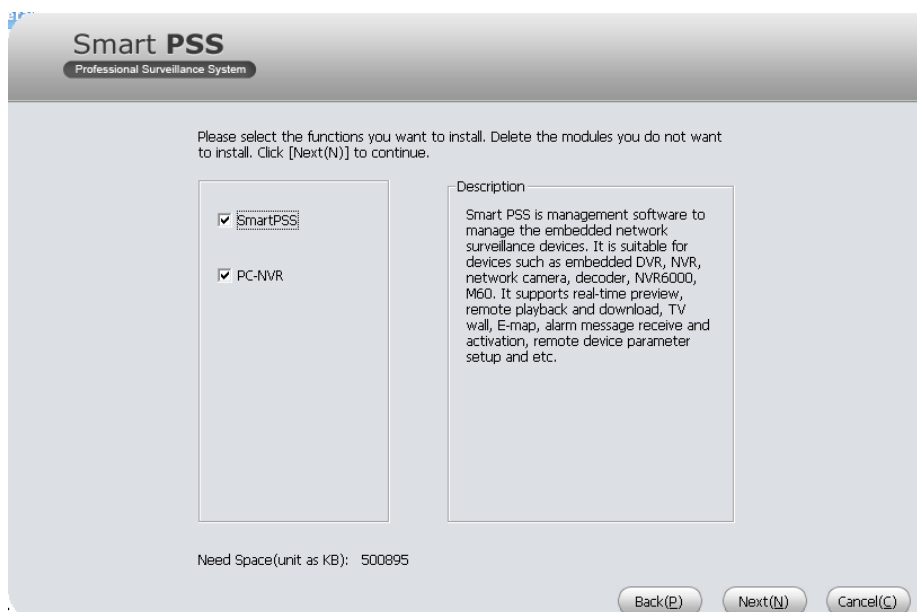 Smart PSS
Professional Surveillance System
Please select the functions you want to install. Delete the modules you do not want
to install. Click [Next(N)] to continue.
SmartPSS
PC-NVR
Description
Smart PSS is management software to
manage the embedded network
surveillance devices. It is suitable for
devices such as embedded DVR, NVR,
network camera, decoder, NVR6000,
M60. It supports real-time preview,
remote playback and download, TV
wall, E-map, alarm message receive and
activation, remote device parameter
setup and etc.
Need Space(unit as KB): 500895
Back(P) Next(N) Cancel(C)